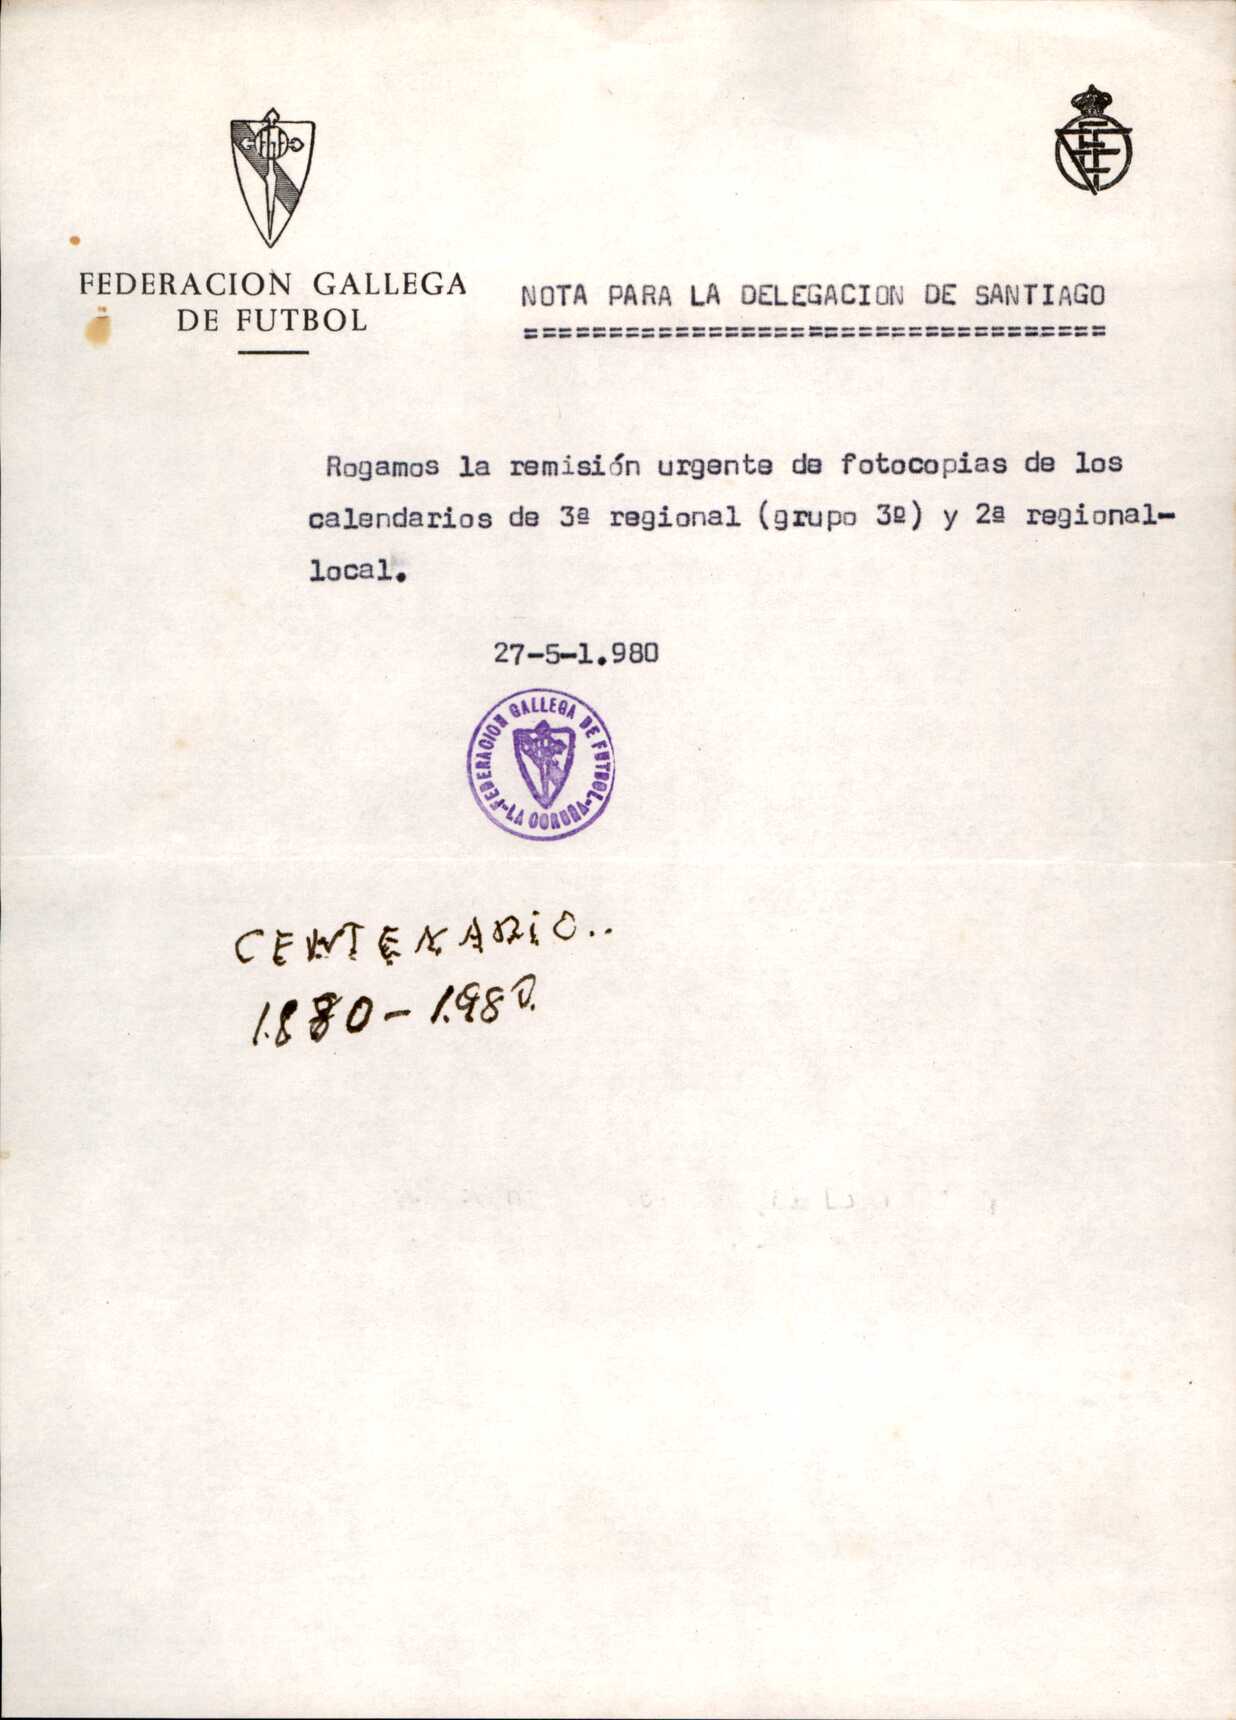 FEDERACION GALLEGA
DE FUTBOL
NOTA PARA LA DELEGACION DE SANTIAGO
==================================
Rogamos la remisión urgente de fotocopias de los
calendarios de 3ª regional (grupo 3º) y 2ª regional-
local.
27-5-1.980
FEDERACION GALLEGA DE FUTBOL
-LA CORUÑA-
CENTENARIO..
1.880-1.980.